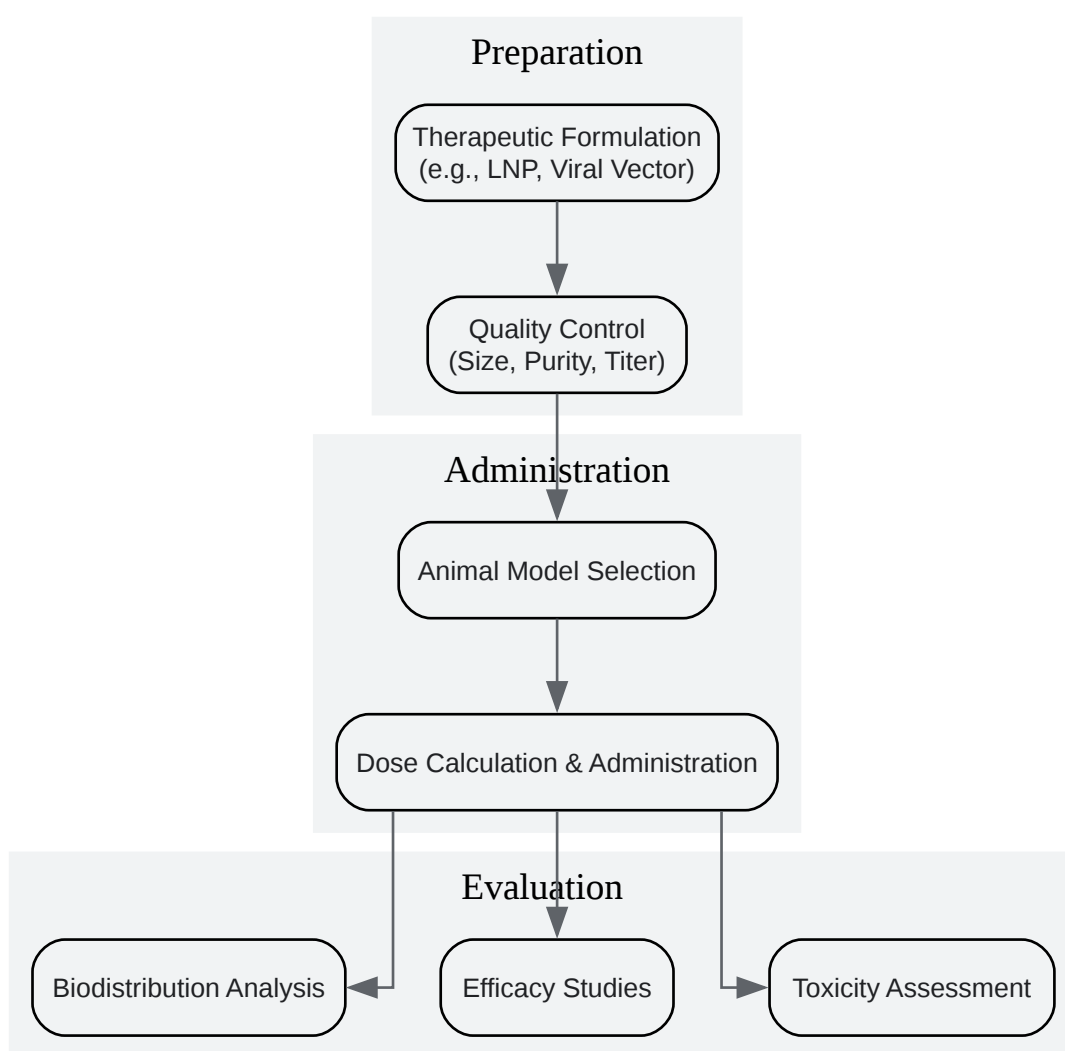 Preparation
Therapeutic Formulation
(e.g., LNP, Viral Vector)
Quality Control
(Size, Purity, Titer)
Administration
Animal Model Selection
Dose Calculation & Administration
Evaluation
Biodistribution Analysis
Efficacy Studies
Toxicity Assessment